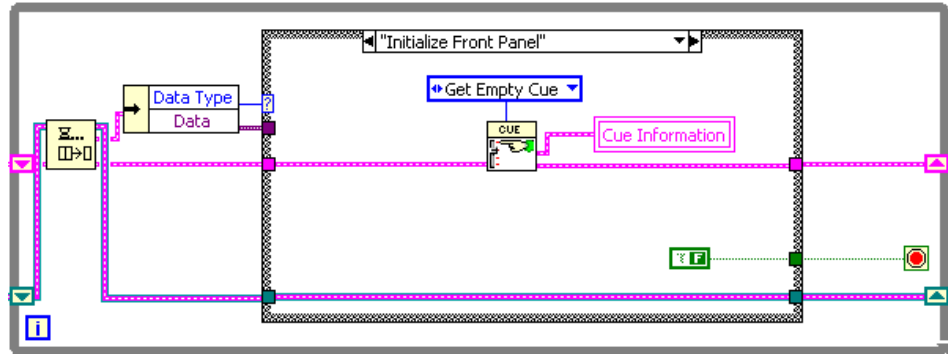 "Initialize Front Panel"
Data Type
?
Data
Get Empty Cue
CUE
Cue Information
? F
i